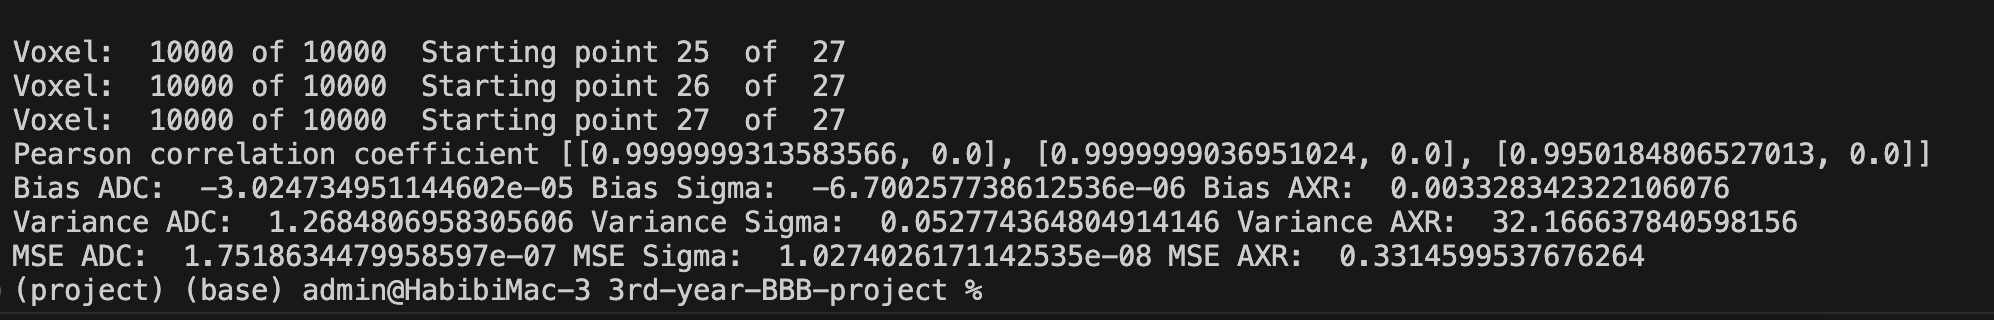 Voxel:  10000 of 10000  Starting point 25  of  27
Voxel:  10000 of 10000  Starting point 26  of  27
Voxel:  10000 of 10000  Starting point 27  of  27
Pearson correlation coefficient [[0.9999999313583566, 0.0], [0.9999999036951024, 0.0], [0.9950184806527013, 0.0]]
Bias ADC:  -3.024734951144602e-05 Bias Sigma:  -6.700257738612536e-06 Bias AXR:  0.003328342322106076
Variance ADC:  1.2684806958305606 Variance Sigma:  0.052774364804914146 Variance AXR:  32.166637840598156
MSE ADC:  1.7518634479958597e-07 MSE Sigma:  1.0274026171142535e-08 MSE AXR:  0.3314599537676264
(project) (base) admin@HabibiMac-3 3rd-year-BBB-project %